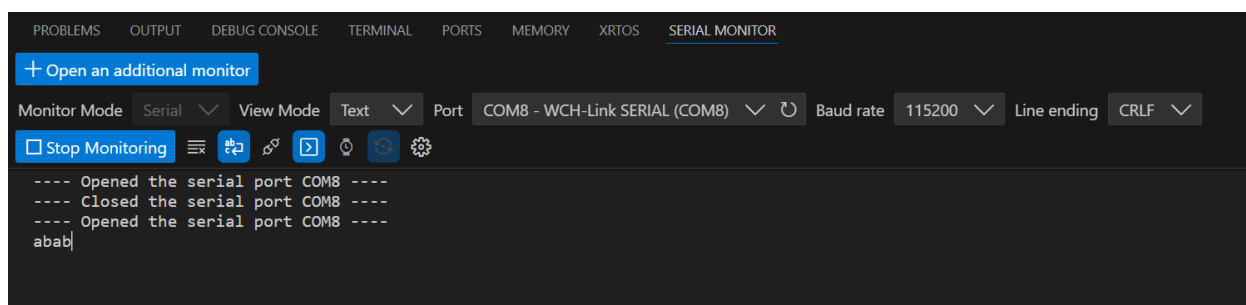 PROBLEMS OUTPUT DEBUG CONSOLE TERMINAL PORTS MEMORY XRTOS SERIAL MONITOR
+ Open an additional monitor
Monitor Mode Serial View Mode Text Port COM8 - WCH-Link SERIAL (COM8) Baud rate 115200 Line ending CRLF
Stop Monitoring
---- Opened the serial port COM8 ----
---- Closed the serial port COM8 ----
---- Opened the serial port COM8 ----
abab